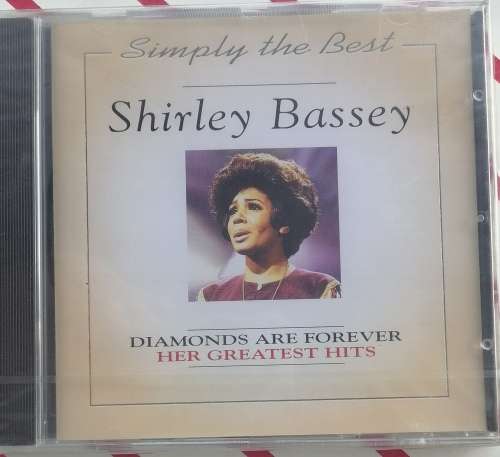 Simply the Best
Shirley Bassey
DIAMONDS ARE FOREVER
HER GREATEST HITS